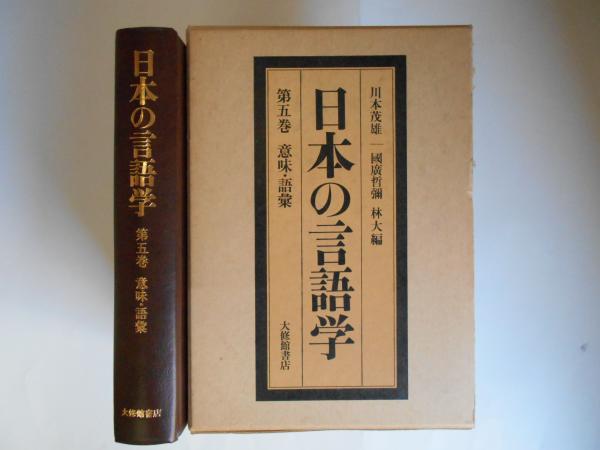 川本茂雄 國廣哲彌 林大編
日本の言語学
第五巻 意味・語彙
大修館書店
日本の言語学
第五巻 意味・語彙
大修館書店